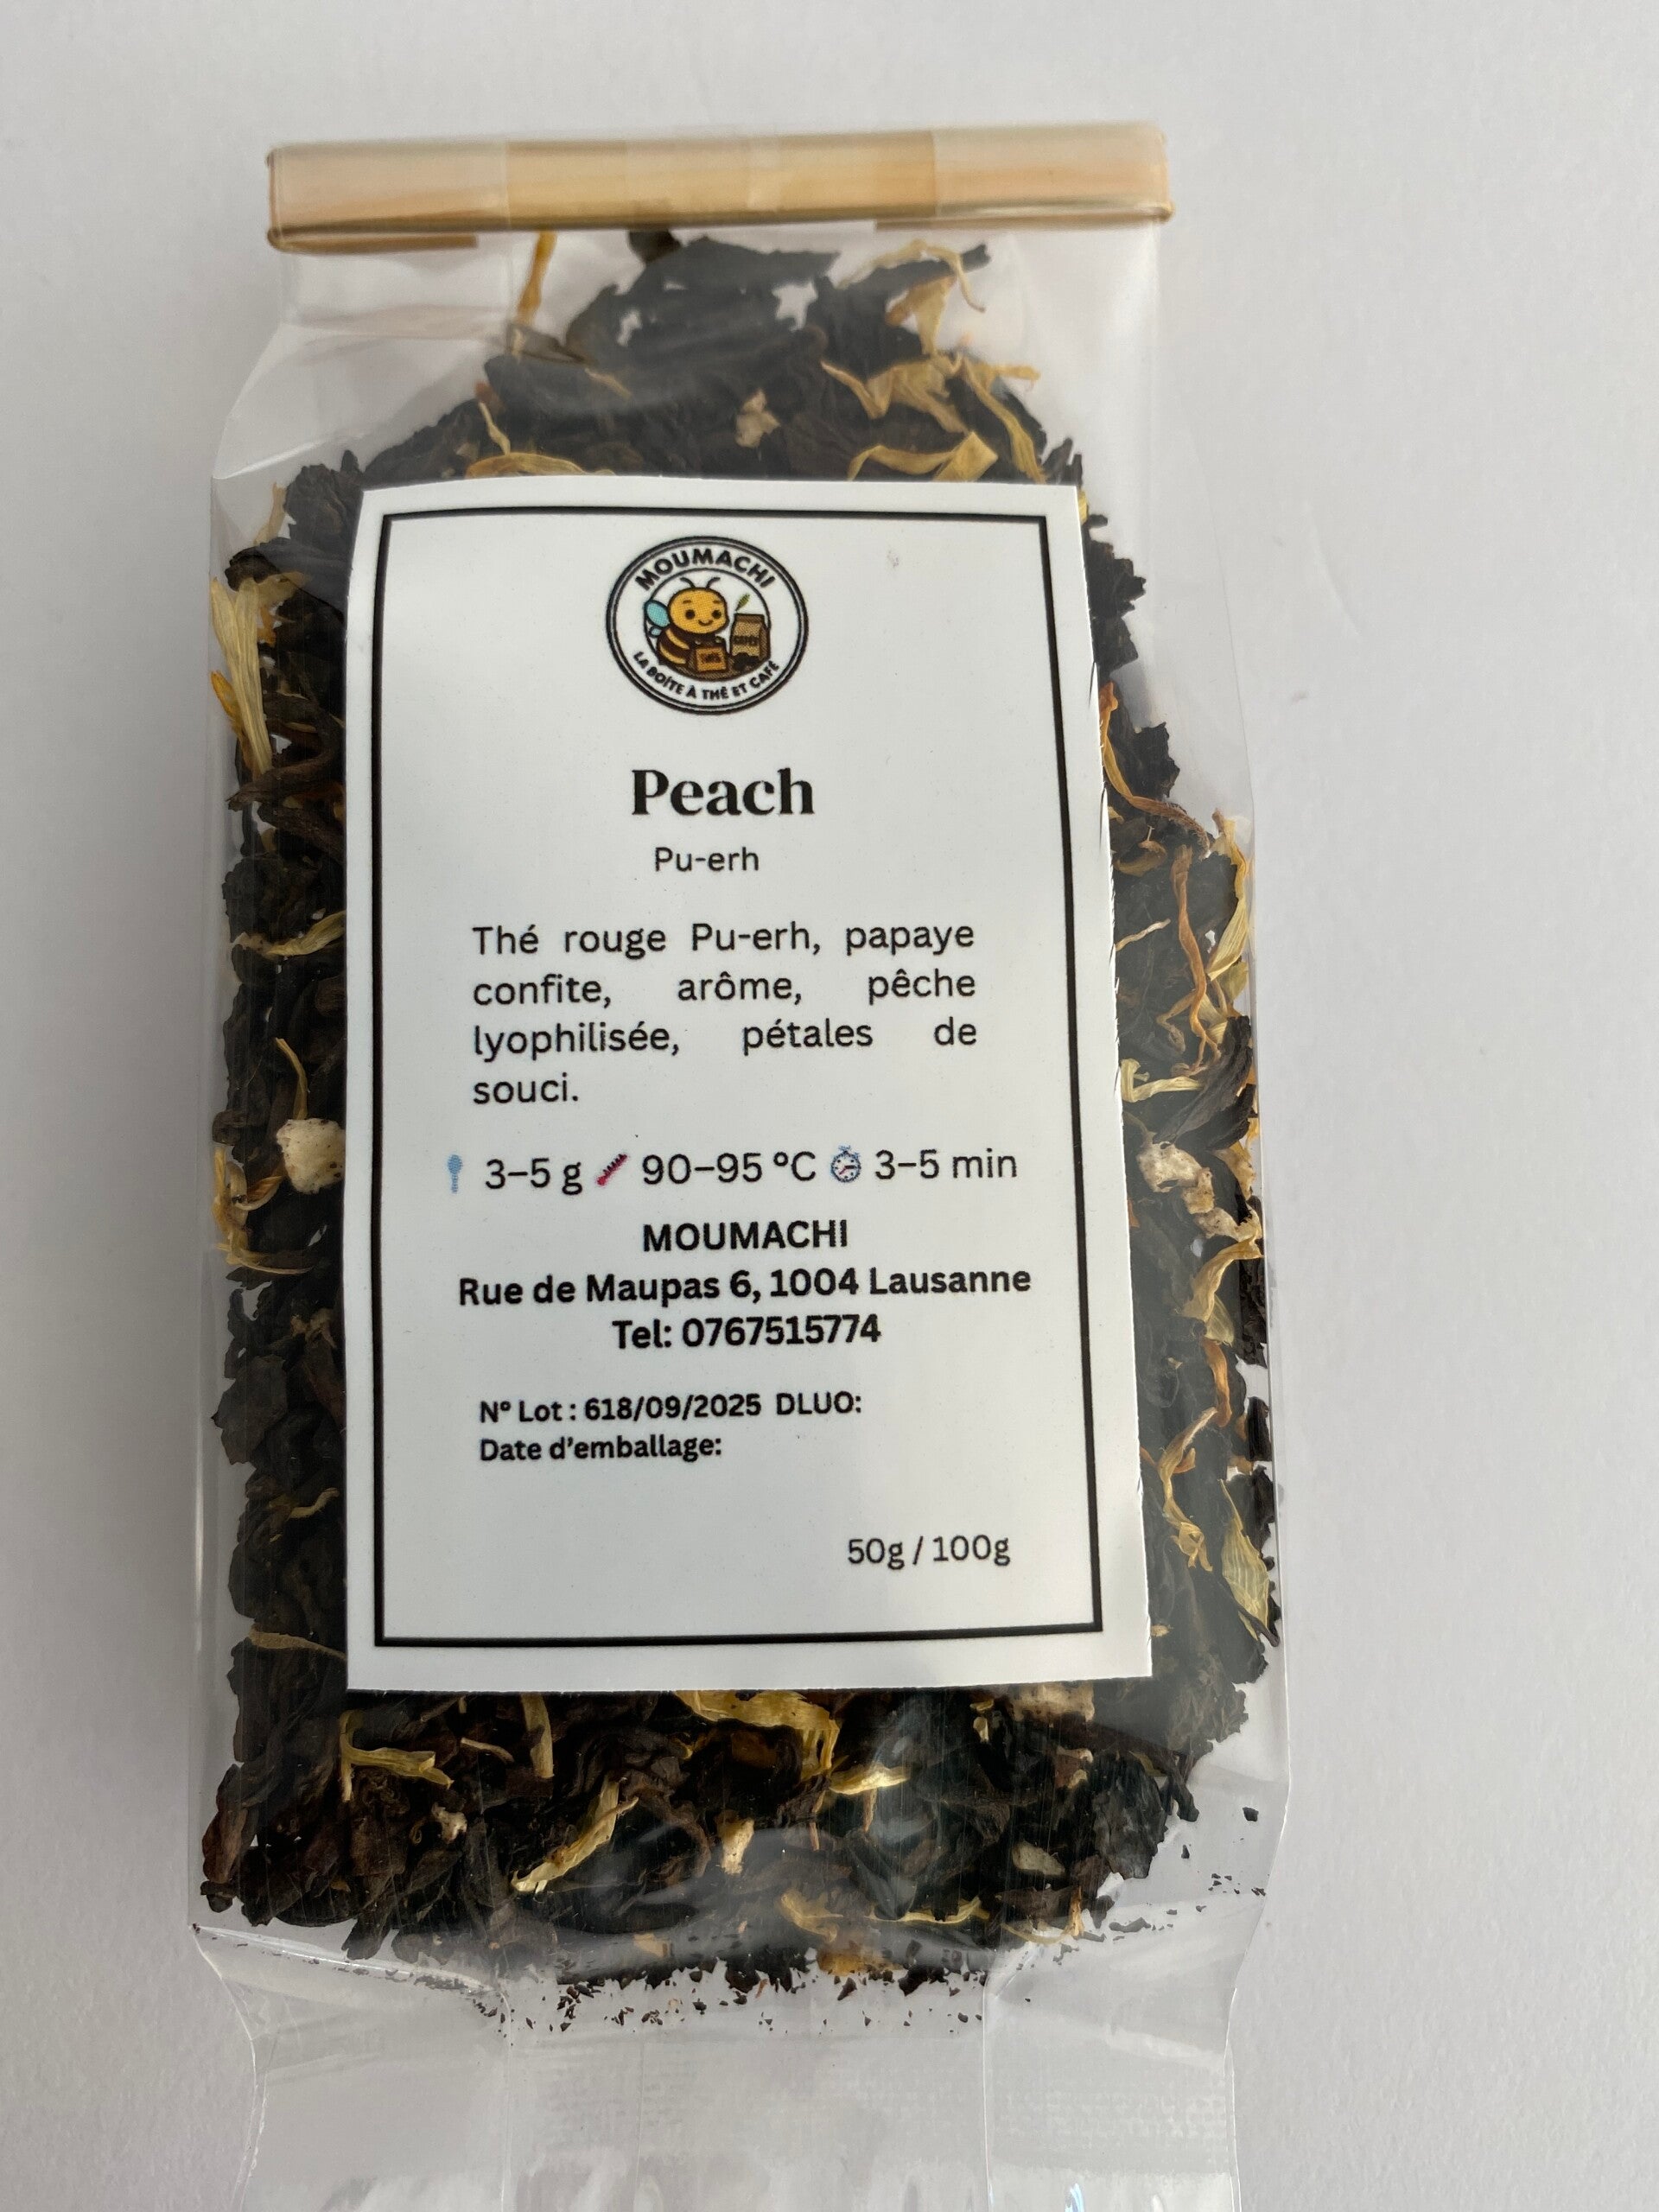 MOUMACHI
THÉS
CAFÉS
LA BOÎTE À THÉ ET CAFÉ
Peach
Pu-erh
Thé rouge Pu-erh, papaye
confite, arôme, pêche
lyophilisée, pétales de
souci.
3–5 g 90–95 °C 3–5 min
MOUMACHI
Rue de Maupas 6, 1004 Lausanne
Tel: 0767515774
N° Lot : 618/09/2025 DLUO:
Date d’emballage:
50g / 100g